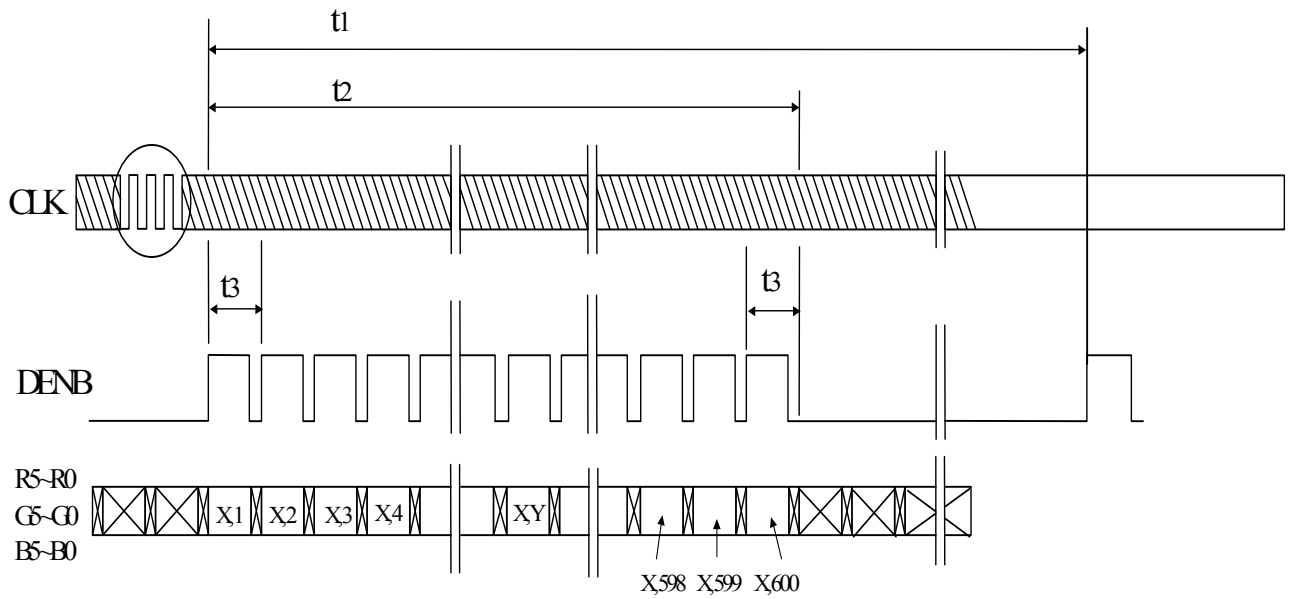 t1
t2
CLK
t3 t3
DENB
R5~R0
G5~G0 X,1 X,2 X,3 X,4 X,Y
B5~B0
X,598 X,599 X,600